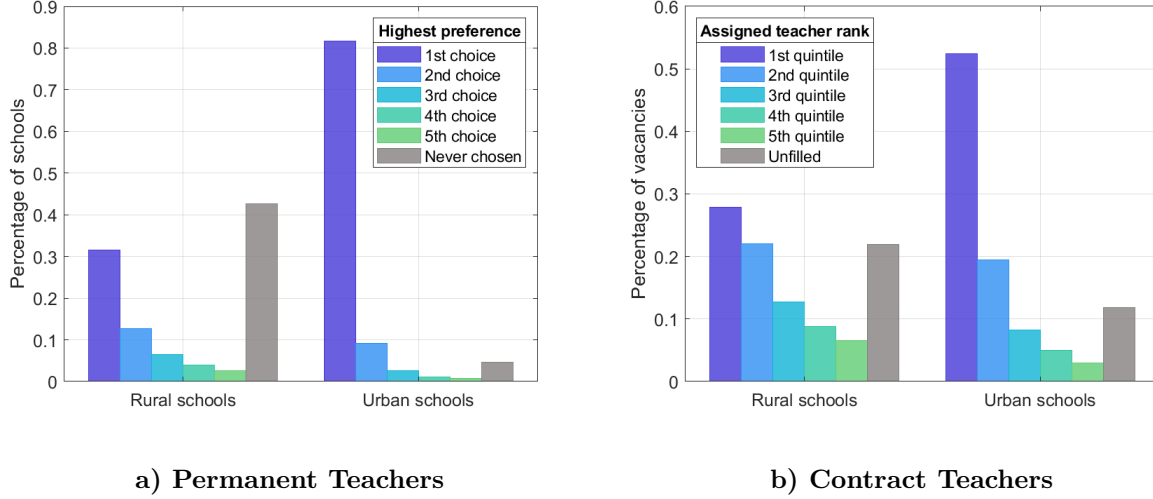 Percentage of schools
0.9
0.8
0.7
0.6
0.5
0.4
0.3
0.2
0.1
0
Highest preference
1st choice
2nd choice
3rd choice
4th choice
5th choice
Never chosen
Rural schools
Urban schools
a) Permanent Teachers
Percentage of vacancies
0.6
0.5
0.4
0.3
0.2
0.1
0
Assigned teacher rank
1st quintile
2nd quintile
3rd quintile
4th quintile
5th quintile
Unfilled
Rural schools
Urban schools
b) Contract Teachers